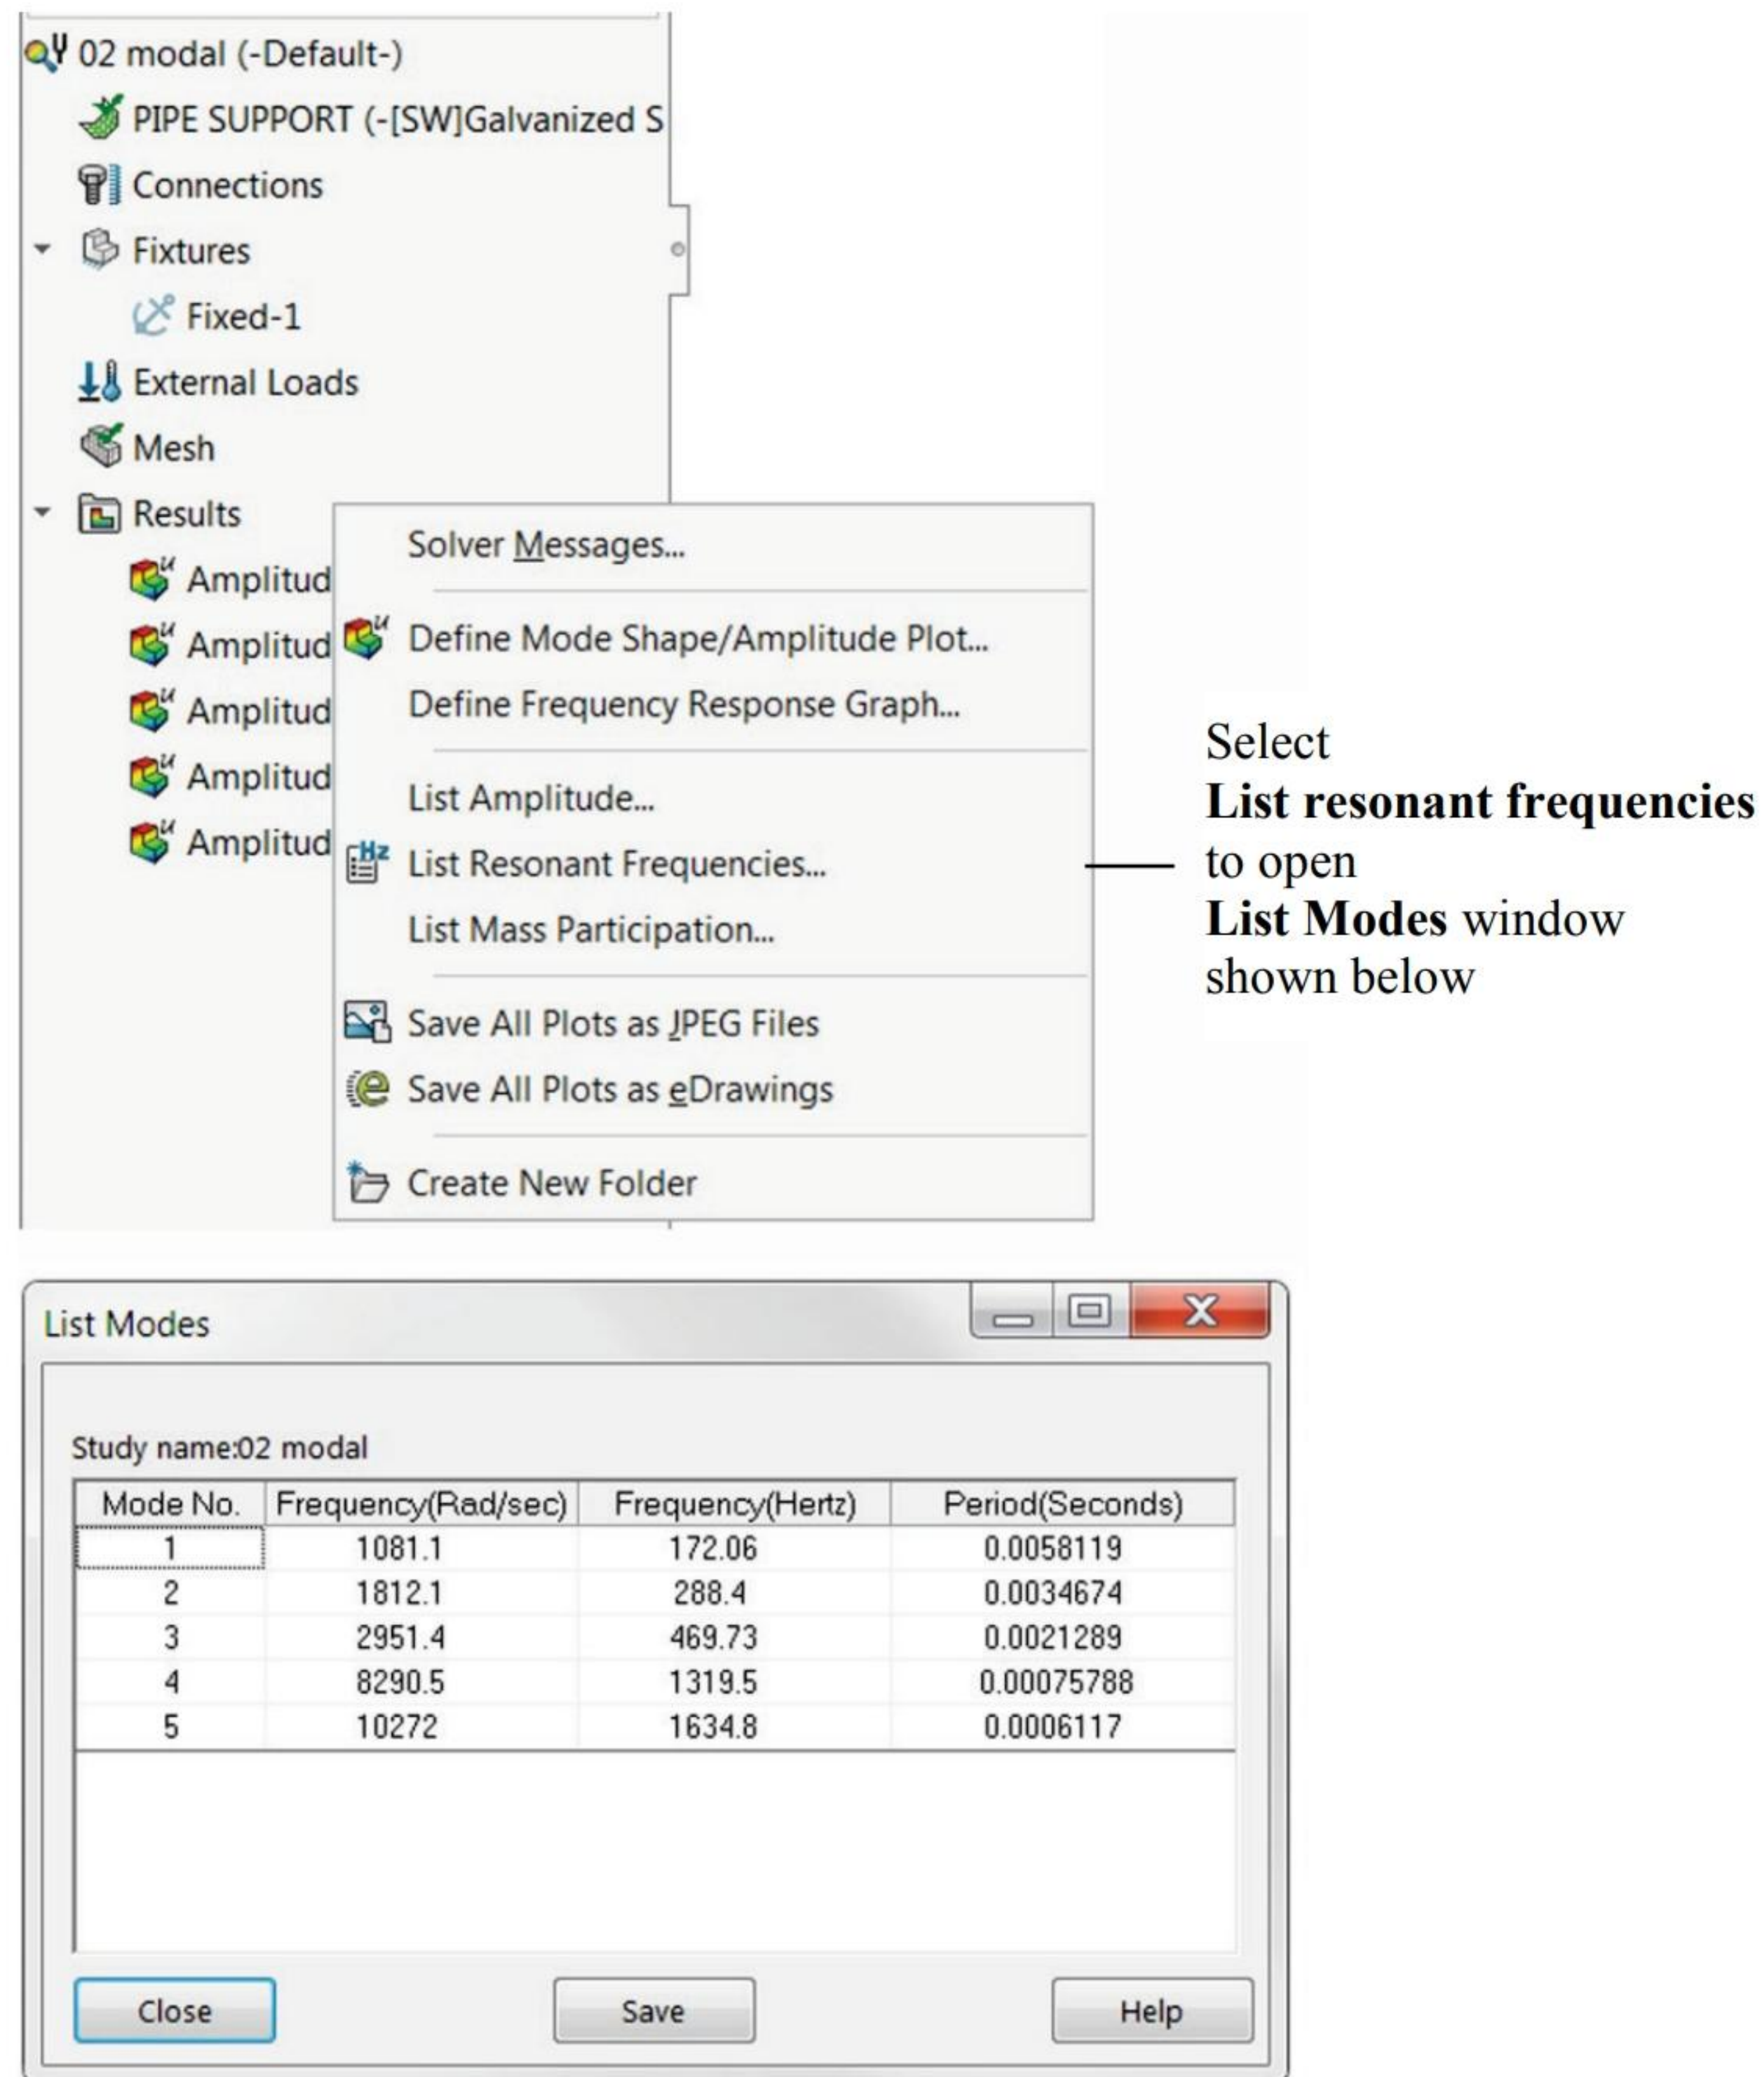 02 modal (-Default-)
PIPE SUPPORT (-[SW]Galvanized S
Connections
Fixtures
Fixed-1
External Loads
Mesh
Results
Amplitud
Amplitud
Amplitud
Amplitud
Amplitud
Solver Messages...
Define Mode Shape/Amplitude Plot...
Define Frequency Response Graph...
List Amplitude...
Hz
List Resonant Frequencies...
List Mass Participation...
Save All Plots as JPEG Files
Save All Plots as eDrawings
Create New Folder
Select
List resonant frequencies
to open
List Modes window
shown below
List Modes
Study name:02 modal
Mode No. Frequency(Rad/sec) Frequency(Hertz) Period(Seconds)
1 1081.1 172.06 0.0058119
2 1812.1 288.4 0.0034674
3 2951.4 469.73 0.0021289
4 8290.5 1319.5 0.00075788
5 10272 1634.8 0.0006117
Close Save Help